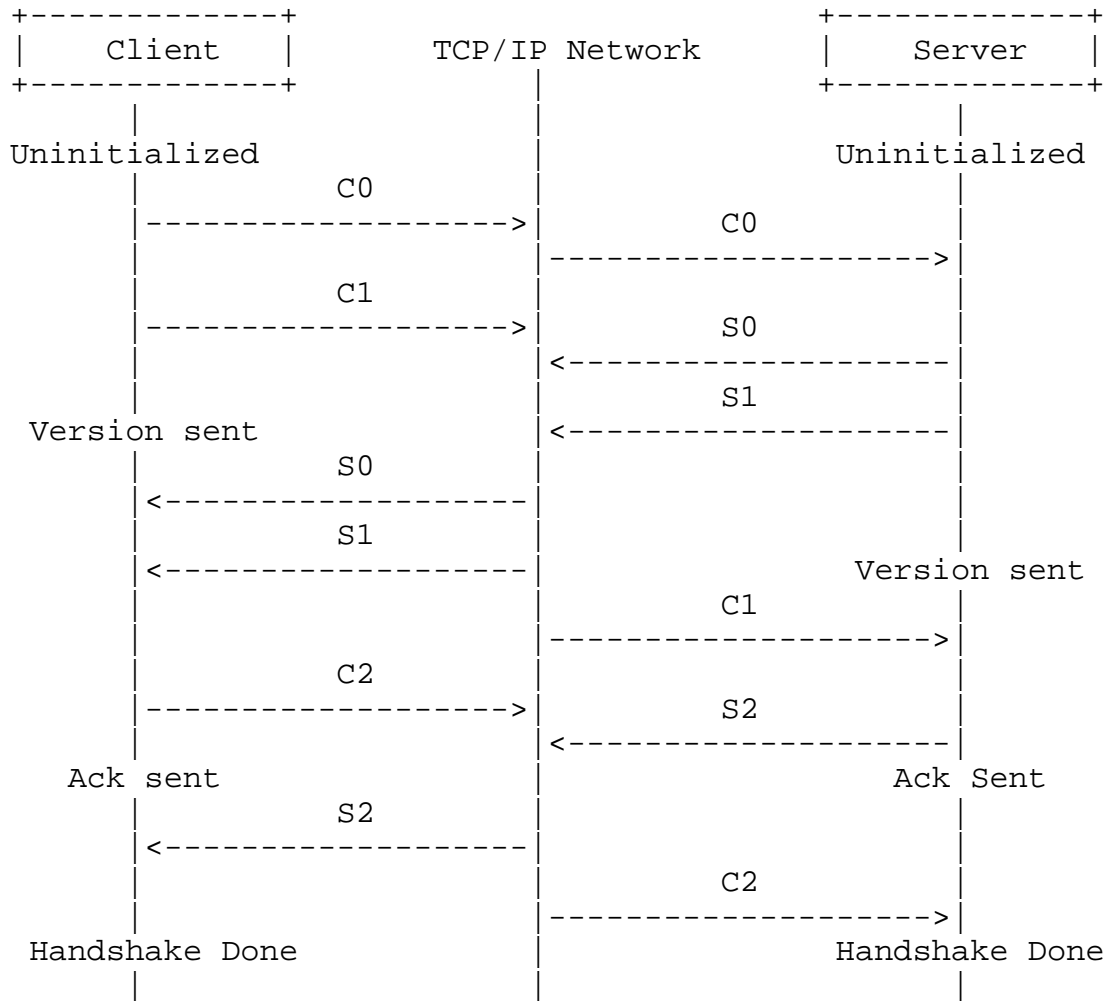 Client TCP/IP Network Server
Uninitialized Uninitialized
C0
C0
C1
S0
S1
Version sent
S0
S1
Version sent
C1
C2
S2
Ack sent Ack Sent
S2
C2
Handshake Done Handshake Done